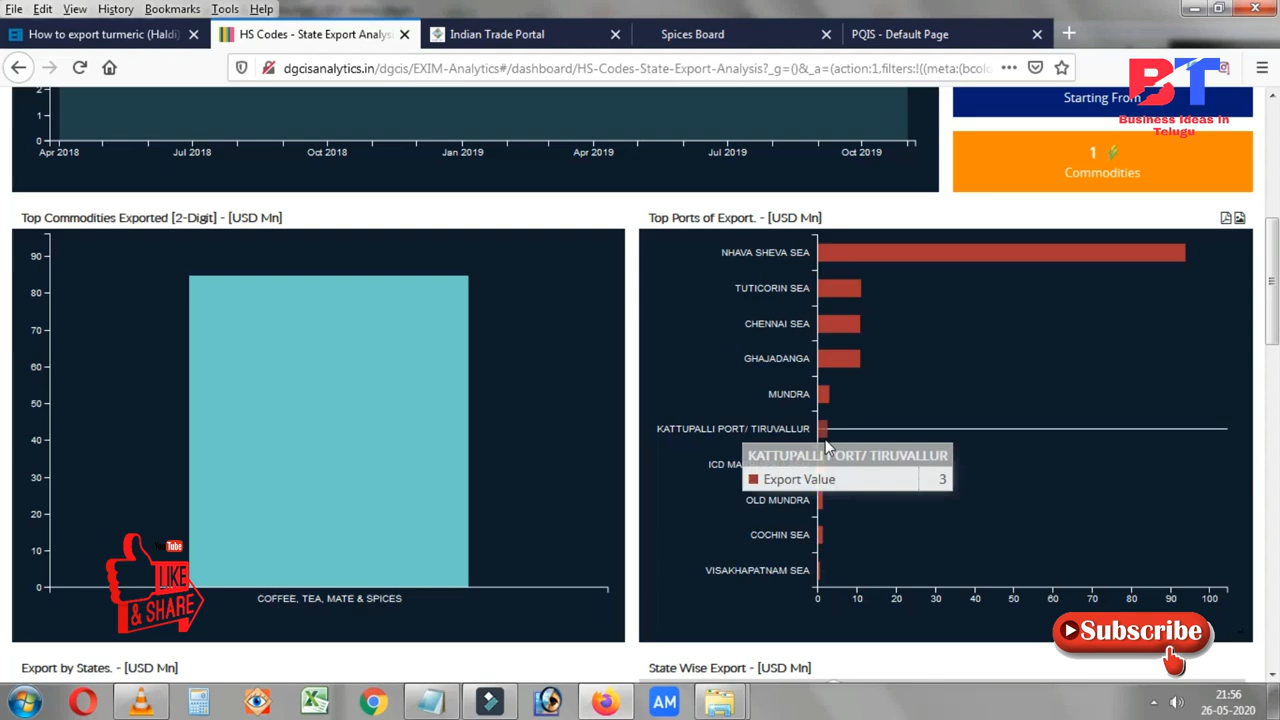 File Edit View History Bookmarks Tools Help
How to export turmeric (Haldi)
HS Codes - State Export Analys
Indian Trade Portal
Spices Board
PQIS - Default Page
dgcisanalytics.in/dgcis/EXIM-Analytics#/dashboard/HS-Codes-State-Export-Analysis?_g=()&_a=(action:1,filters:!((meta:(bcolo
BT
Business Ideas in
Telugu
2
1
0
Apr 2018 Jul 2018 Oct 2018 Jan 2019 Apr 2019 Jul 2019 Oct 2019
Starting From
1
Commodities
Top Commodities Exported [2-Digit] - [USD Mn]
90
80
70
60
50
40
30
20
10
0
COFFEE, TEA, MATE & SPICES
Top Ports of Export. - [USD Mn]
NHAVA SHEVA SEA
TUTICORIN SEA
CHENNAI SEA
GHAJADANGA
MUNDRA
KATTUPALLI PORT/ TIRUVALLUR
KATTUPALLI PORT/ TIRUVALLUR
Export Value 3
ICD
OLD MUNDRA
COCHIN SEA
VISAKHAPATNAM SEA
0 10 20 30 40 50 60 70 80 90 100
YouTube
LIKE
& SHARE
Subscribe
Export by States. - [USD Mn]
State Wise Export - [USD Mn]
AM
21:56
26-05-2020